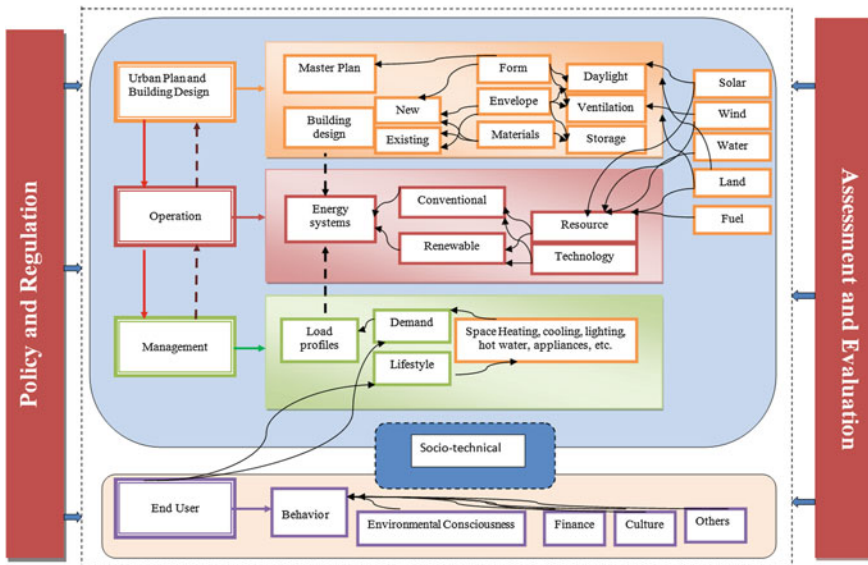 Policy and Regulation
Urban Plan and
Building Design
Master Plan
Form
Daylight
Solar
New
Envelope
Ventilation
Wind
Building
design
Existing
Materials
Storage
Water
Land
Operation
Energy
systems
Conventional
Resource
Fuel
Renewable
Technology
Management
Load
profiles
Demand
Space Heating, cooling, lighting,
hot water, appliances, etc.
Lifestyle
Socio-technical
End User
Behavior
Environmental Consciousness
Finance
Culture
Others
Assessment and Evaluation